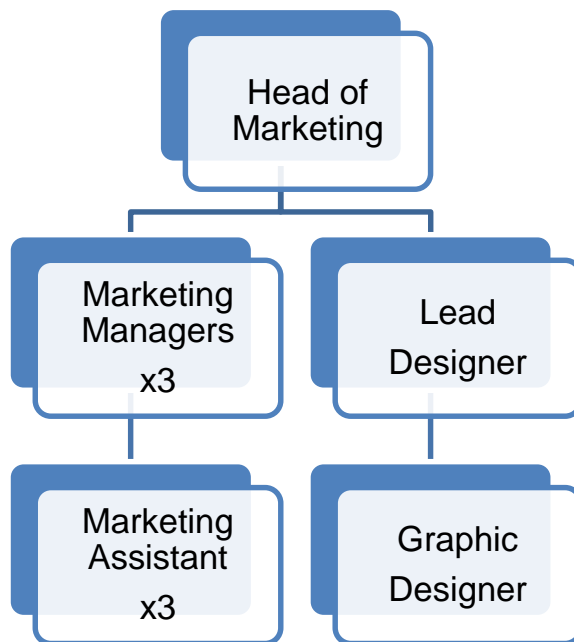 Head of
Marketing
Marketing
Managers
x3
Lead
Designer
Marketing
Assistant
x3
Graphic
Designer